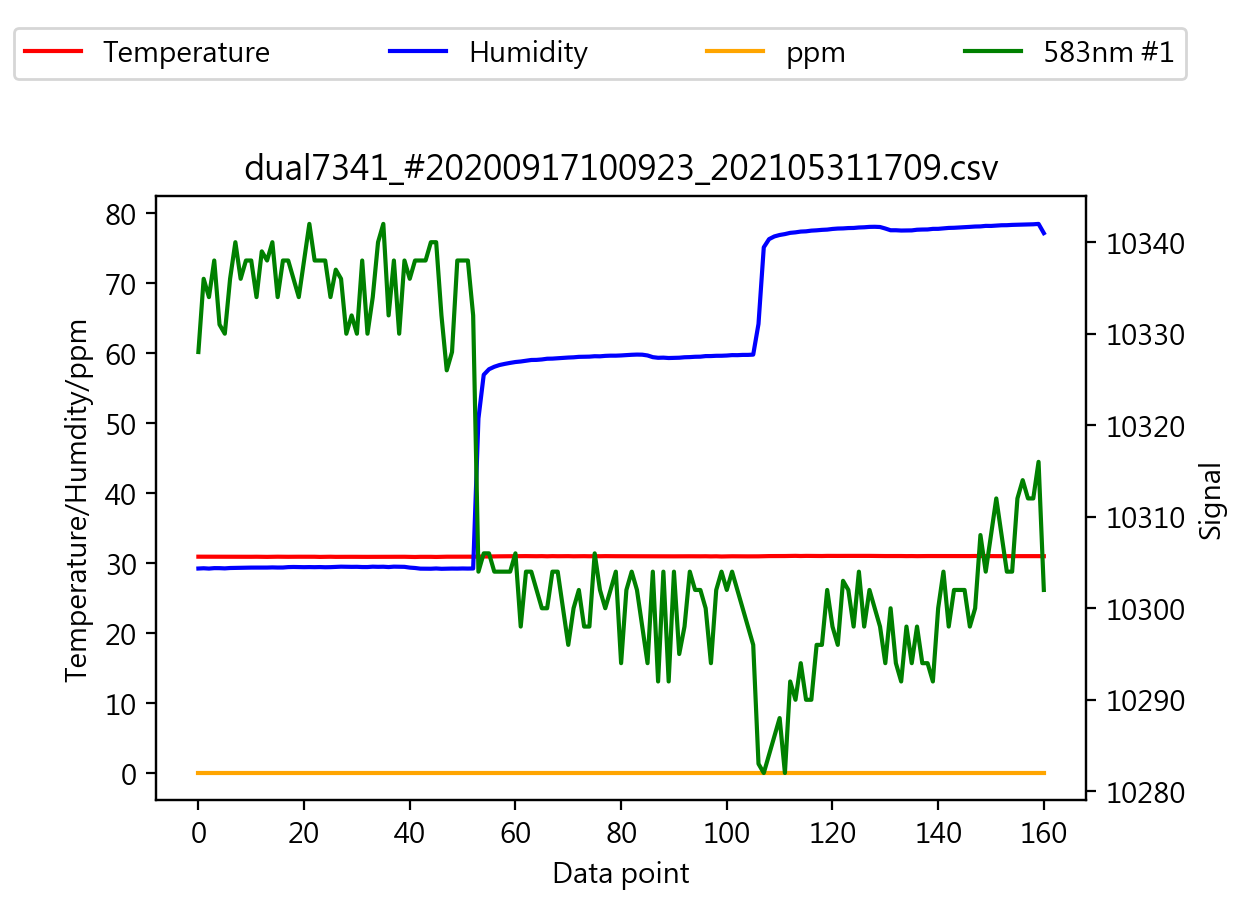 Temperature Humidity ppm 583nm #1
dual7341_#20200917100923_202105311709.csv
80
70
60
50
40
30
20
10
0
Temperature/Humdity/ppm
10340
10330
10320
10310
10300
10290
10280
Signal
0 20 40 60 80 100 120 140 160
Data point